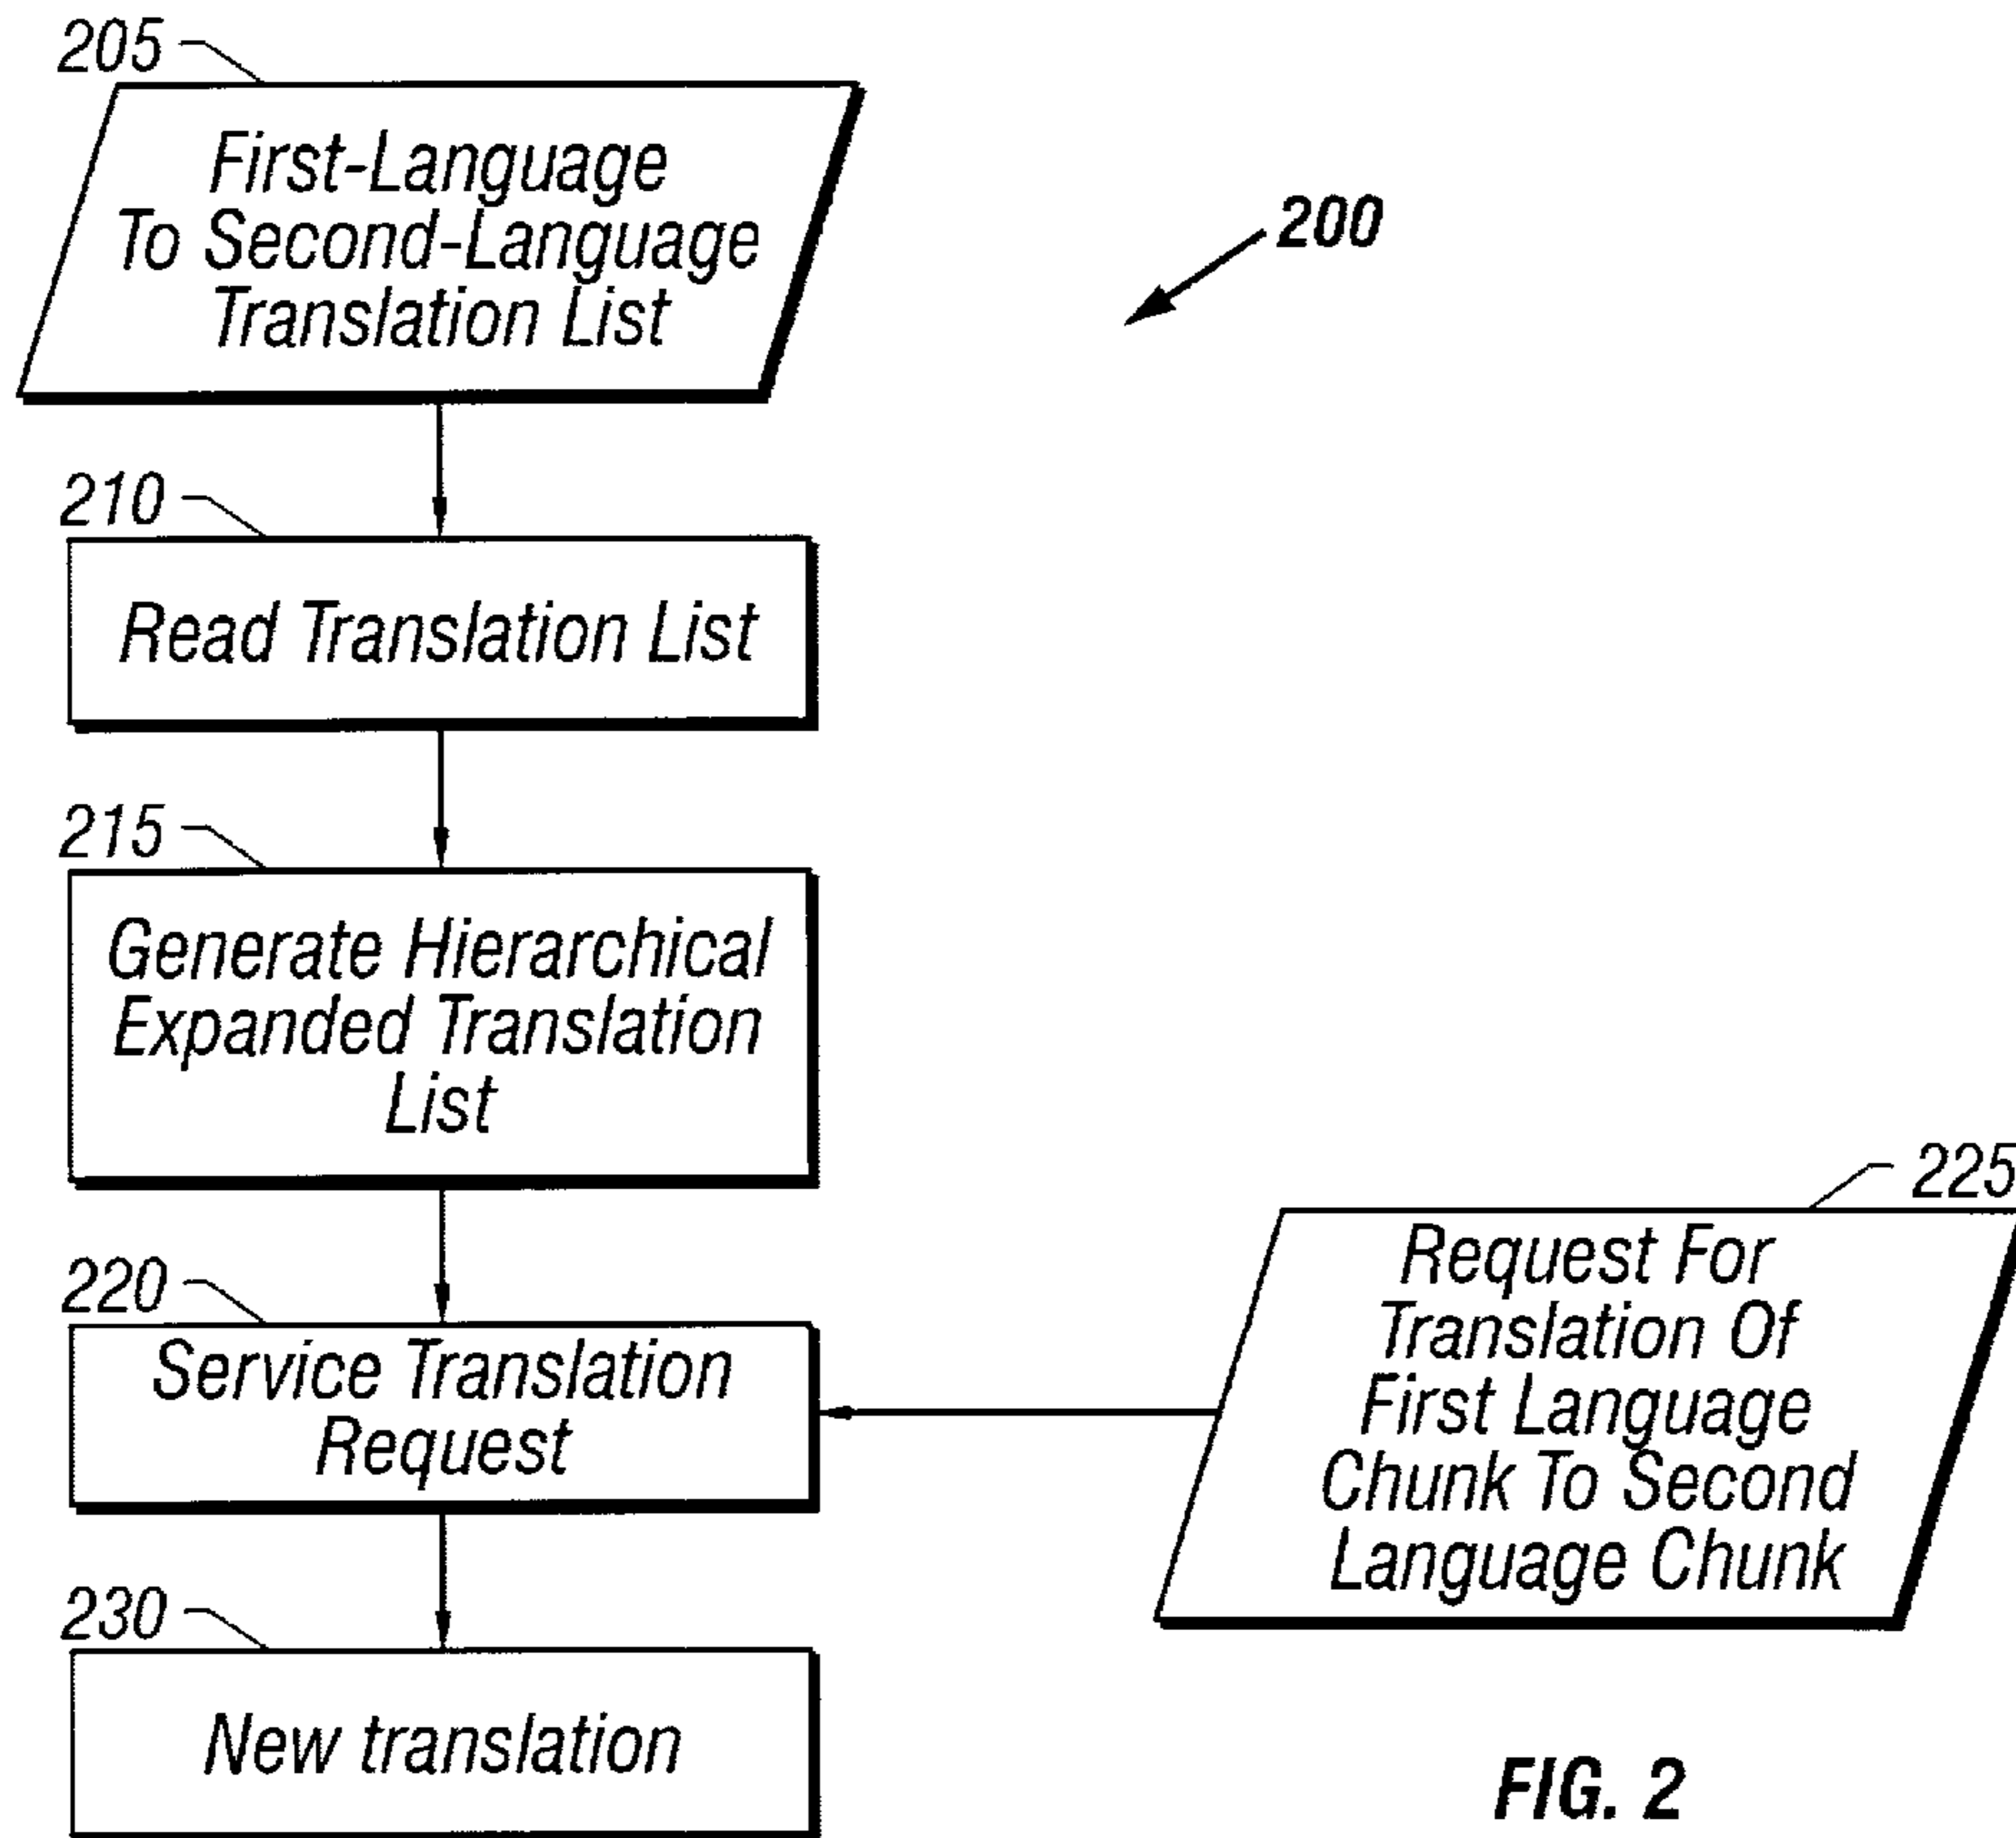 205
First-Language
To Second-Language
Translation List
200
210
Read Translation List
215
Generate Hierarchical
Expanded Translation
List
220
Service Translation
Request
225
Request For
Translation Of
First Language
Chunk To Second
Language Chunk
230
New translation
FIG. 2